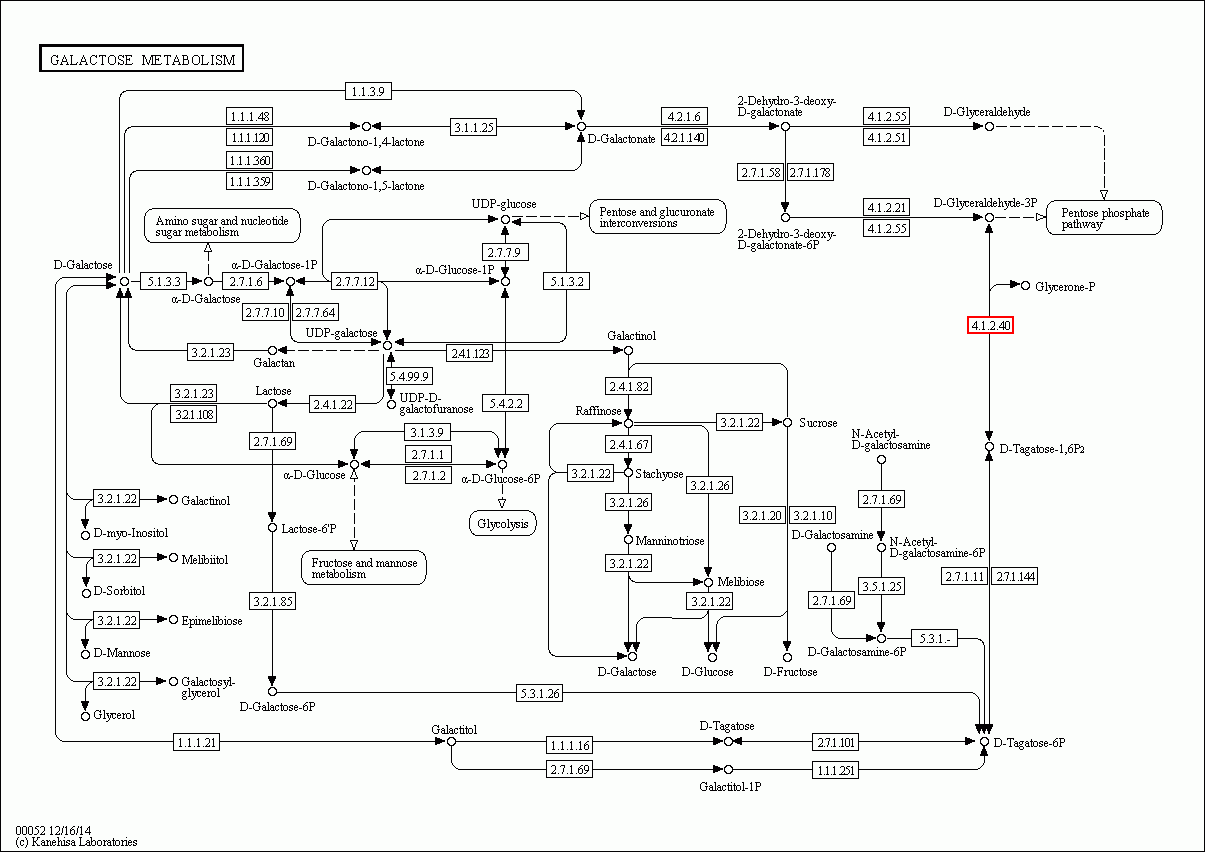 GALACTOSE METABOLISM
1.1.3.9
1.1.1.48
1.1.1.120
D-Galactono-1,4-lactone
3.1.1.25
D-Galactonate
4.2.1.6
4.2.1.140
2-Dehydro-3-deoxy-
D-galactonate
4.1.2.55
4.1.2.51
D-Glyceraldehyde
1.1.1.360
1.1.1.359
D-Galactono-1,5-lactone
2.7.1.58
2.7.1.178
Amino sugar and nucleotide
sugar metabolism
UDP-glucose
Pentose and glucuronate
interconversions
2-Dehydro-3-deoxy-
D-galactonate-6P
4.1.2.21
4.1.2.55
D-Glyceraldehyde-3P
Pentose phosphate
pathway
2.7.7.9
D-Galactose
5.1.3.3
α-D-Galactose
2.7.1.6
α-D-Galactose-1P
2.7.7.12
α-D-Glucose-1P
5.1.3.2
Glycerone-P
2.7.7.10
2.7.7.64
4.1.2.40
UDP-galactose
3.2.1.23
Galactan
2.4.1.123
Galactinol
5.4.99.9
UDP-D-
galactofuranose
3.2.1.23
3.2.1.108
Lactose
2.4.1.22
5.4.2.2
2.4.1.82
Raffinose
3.2.1.22
Sucrose
2.7.1.69
3.1.3.9
2.7.1.1
2.7.1.2
α-D-Glucose
α-D-Glucose-6P
2.4.1.67
3.2.1.22
Stachyose
3.2.1.26
N-Acetyl-
D-galactosamine
D-Tagatose-1,6P2
3.2.1.22
Galactinol
D-myo-Inositol
Lactose-6'P
Glycolysis
3.2.1.26
3.2.1.20
3.2.1.10
2.7.1.69
D-Galactosamine
N-Acetyl-
D-galactosamine-6P
Manninotriose
3.2.1.22
Melibiose
3.2.1.22
Melibiitol
D-Sorbitol
Fructose and mannose
metabolism
2.7.1.11
2.7.1.144
3.2.1.85
3.2.1.22
2.7.1.69
3.5.1.25
3.2.1.22
Epimelibiose
D-Mannose
5.3.1.-
D-Galactosamine-6P
D-Galactose
D-Glucose
D-Fructose
3.2.1.22
Galactosyl-
glycerol
Glycerol
D-Galactose-6P
5.3.1.26
1.1.1.21
Galactitol
1.1.1.16
D-Tagatose
2.7.1.101
D-Tagatose-6P
2.7.1.69
Galactitol-1P
1.1.1.251
00052 12/16/14
(c) Kanehisa Laboratories